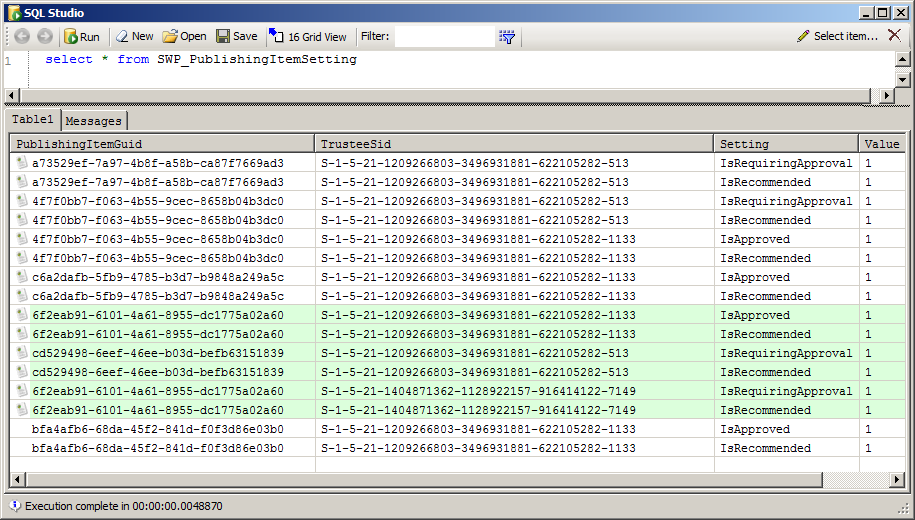 SQL Studio
Run New Open Save 16 Grid View Filter: Select item...
1 select * from SWP_PublishingItemSetting
Table1 Messages
PublishingItemGuid TrusteeSid Setting Value
a73529ef-7a97-4b8f-a58b-ca87f7669ad3 S-1-5-21-1209266803-3496931881-622105282-513 IsRequiringApproval 1
a73529ef-7a97-4b8f-a58b-ca87f7669ad3 S-1-5-21-1209266803-3496931881-622105282-513 IsRecommended 1
4f7f0bb7-f063-4b55-9cec-8658b04b3dc0 S-1-5-21-1209266803-3496931881-622105282-513 IsRequiringApproval 1
4f7f0bb7-f063-4b55-9cec-8658b04b3dc0 S-1-5-21-1209266803-3496931881-622105282-513 IsRecommended 1
4f7f0bb7-f063-4b55-9cec-8658b04b3dc0 S-1-5-21-1209266803-3496931881-622105282-1133 IsApproved 1
4f7f0bb7-f063-4b55-9cec-8658b04b3dc0 S-1-5-21-1209266803-3496931881-622105282-1133 IsRecommended 1
c6a2dafb-5fb9-4785-b3d7-b9848a249a5c S-1-5-21-1209266803-3496931881-622105282-1133 IsApproved 1
c6a2dafb-5fb9-4785-b3d7-b9848a249a5c S-1-5-21-1209266803-3496931881-622105282-1133 IsRecommended 1
6f2eab91-6101-4a61-8955-dc1775a02a60 S-1-5-21-1209266803-3496931881-622105282-1133 IsApproved 1
6f2eab91-6101-4a61-8955-dc1775a02a60 S-1-5-21-1209266803-3496931881-622105282-1133 IsRecommended 1
cd529498-6eef-46ee-b03d-befb63151839 S-1-5-21-1209266803-3496931881-622105282-513 IsRequiringApproval 1
cd529498-6eef-46ee-b03d-befb63151839 S-1-5-21-1209266803-3496931881-622105282-513 IsRecommended 1
6f2eab91-6101-4a61-8955-dc1775a02a60 S-1-5-21-1404871362-1128922157-916414122-7149 IsRequiringApproval 1
6f2eab91-6101-4a61-8955-dc1775a02a60 S-1-5-21-1404871362-1128922157-916414122-7149 IsRecommended 1
bfa4afb6-68da-45f2-841d-f0f3d86e03b0 S-1-5-21-1209266803-3496931881-622105282-1133 IsApproved 1
bfa4afb6-68da-45f2-841d-f0f3d86e03b0 S-1-5-21-1209266803-3496931881-622105282-1133 IsRecommended 1
Execution complete in 00:00:00.0048870